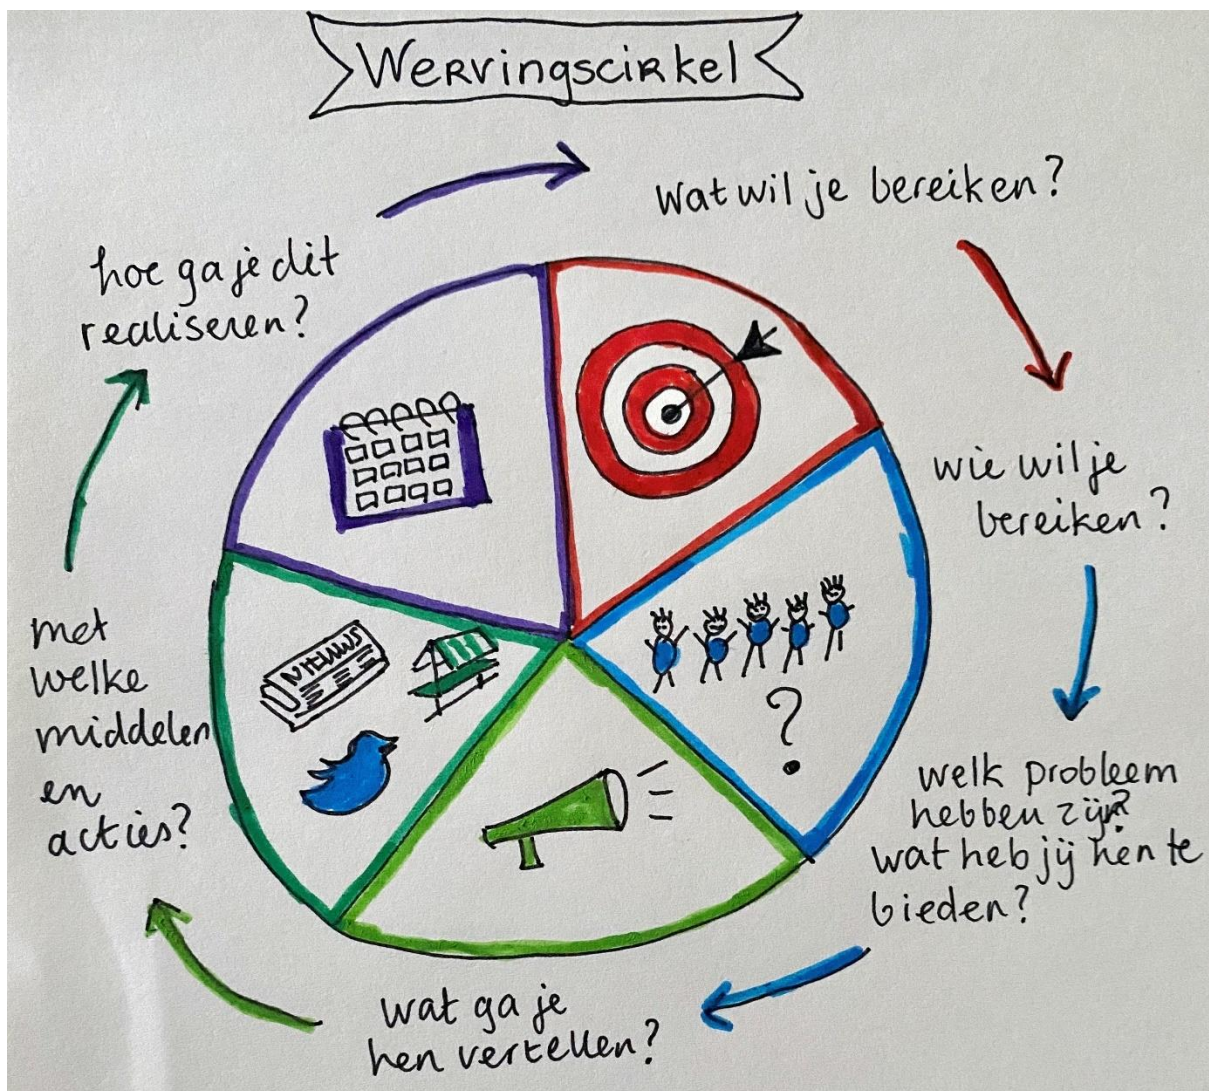 Wervingscirkel
wat wil je bereiken?
wie wil je
bereiken?
welk probleem
hebben zij?
wat heb jij hen te
bieden?
wat ga je
hen vertellen?
met
welke
middelen
en
acties?
hoe ga je dit
realiseren?
NIEUWS
?